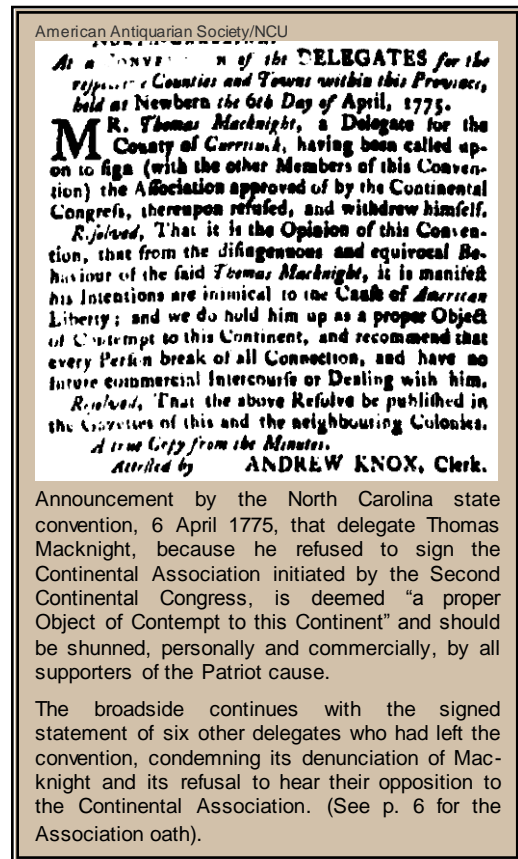 American Antiquarian Society/NCU
At a of the DELEGATES for the
Counties and Towns within this Province,
held at Newbern the 6th Day of April, 1775.
MR. Thomas Macknight, a Delegate for the
County of Currituck, having been called up-
on to ſign (with the other Members of this Conven-
tion) the Aſſociation approved of by the Continental
Congreſs, thereupon refuſed, and withdrew himſelf.
Reſolved, That it is the Opinion of this Conven-
tion, that from the diſingenuous and equivocal Be-
haviour of the ſaid Thomas Macknight, it is manifeſt
his Intentions are inimical to the Cauſe of American
Liberty; and we do hold him up as a proper Object
of Contempt to this Continent, and recommend that
every Perſon break of all Connection, and have no
future commercial Intercourſe or Dealing with him.
Reſolved, That the above Reſolve be publiſhed in
the Gazettes of this and the neighbouring Colonies.
A true Copy from the Minutes.
Atteſted by ANDREW KNOX, Clerk.
Announcement by the North Carolina state
convention, 6 April 1775, that delegate Thomas
Macknight, because he refused to sign the
Continental Association initiated by the Second
Continental Congress, is deemed “a proper
Object of Contempt to this Continent” and should
be shunned, personally and commercially, by all
supporters of the Patriot cause.
The broadside continues with the signed
statement of six other delegates who had left the
convention, condemning its denunciation of Mac-
knight and its refusal to hear their opposition to
the Continental Association. (See p. 6 for the
Association oath).